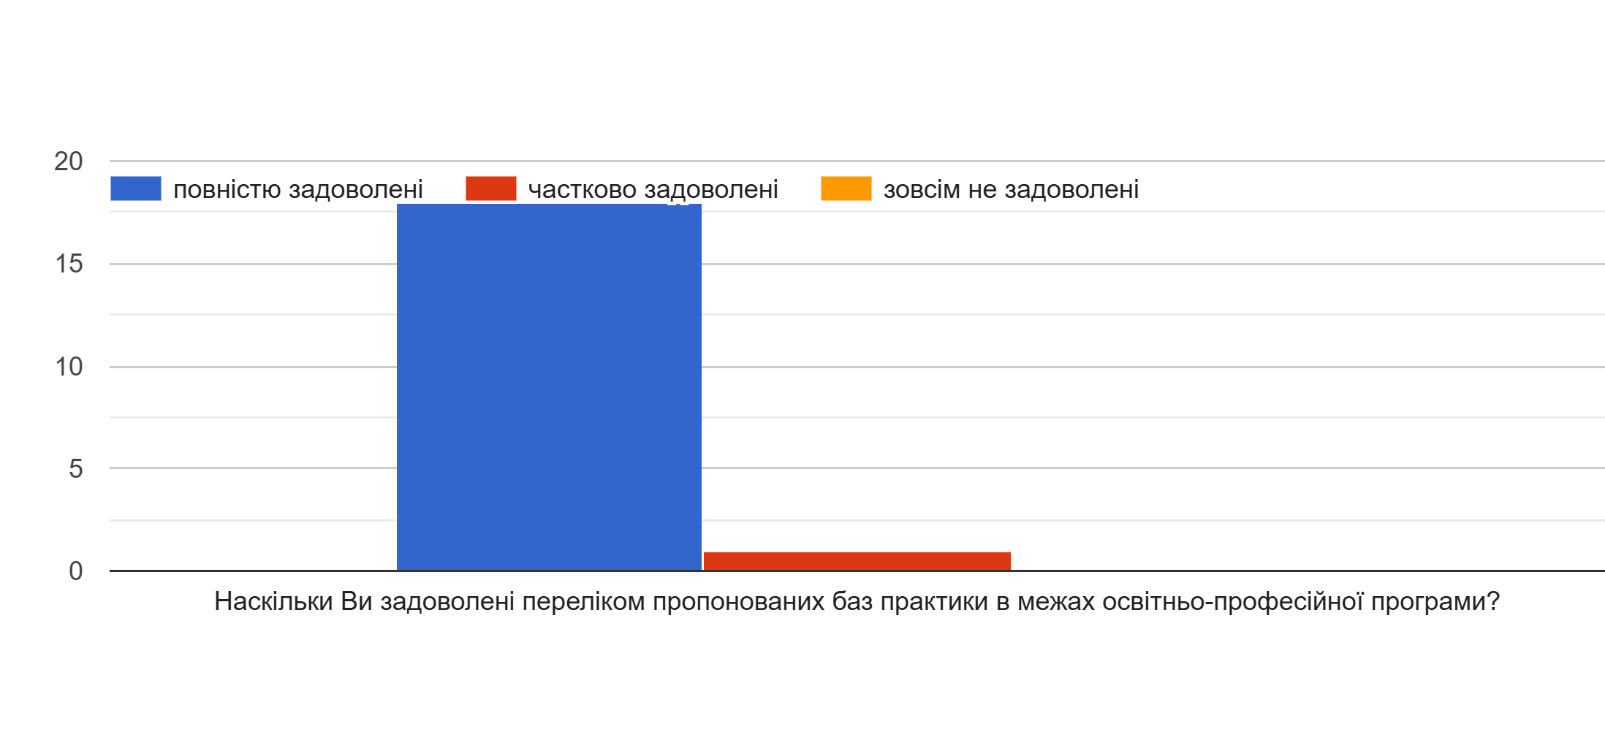 20
повністю задоволені частково задоволені зовсім не задоволені
15
10
5
0
Наскільки Ви задоволені переліком пропонованих баз практики в межах освітньо-професійної програми?